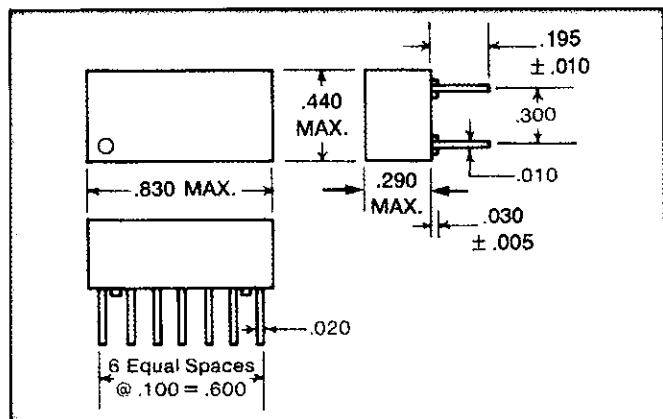 .195
± .010
.440
MAX.
.300
.830 MAX.
.290
MAX.
.010
.030
± .005
.020
6 Equal Spaces
@ .100 = .600